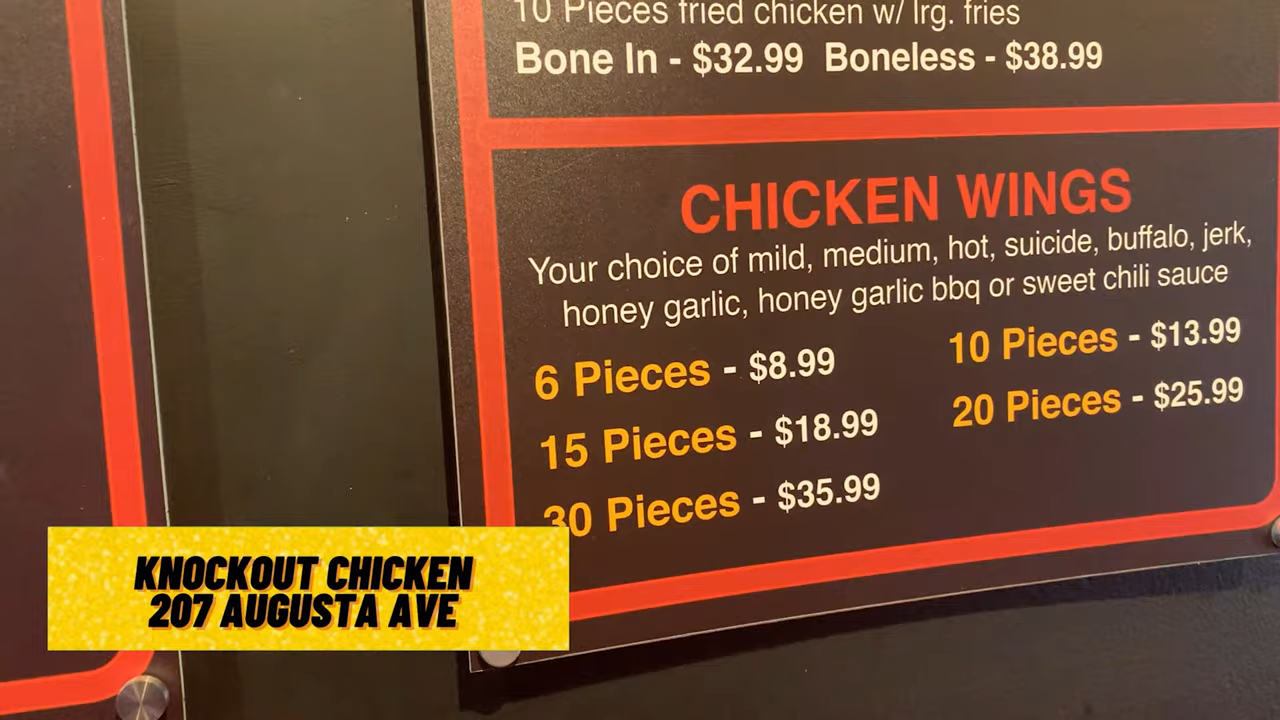 10 Pieces fried chicken w/ lrg. fries
Bone In - $32.99 Boneless - $38.99
CHICKEN WINGS
Your choice of mild, medium, hot, suicide, buffalo, jerk,
honey garlic, honey garlic bbq or sweet chili sauce
6 Pieces - $8.99
10 Pieces - $13.99
15 Pieces - $18.99
20 Pieces - $25.99
30 Pieces - $35.99
KNOCKOUT CHICKEN
207 AUGUSTA AVE